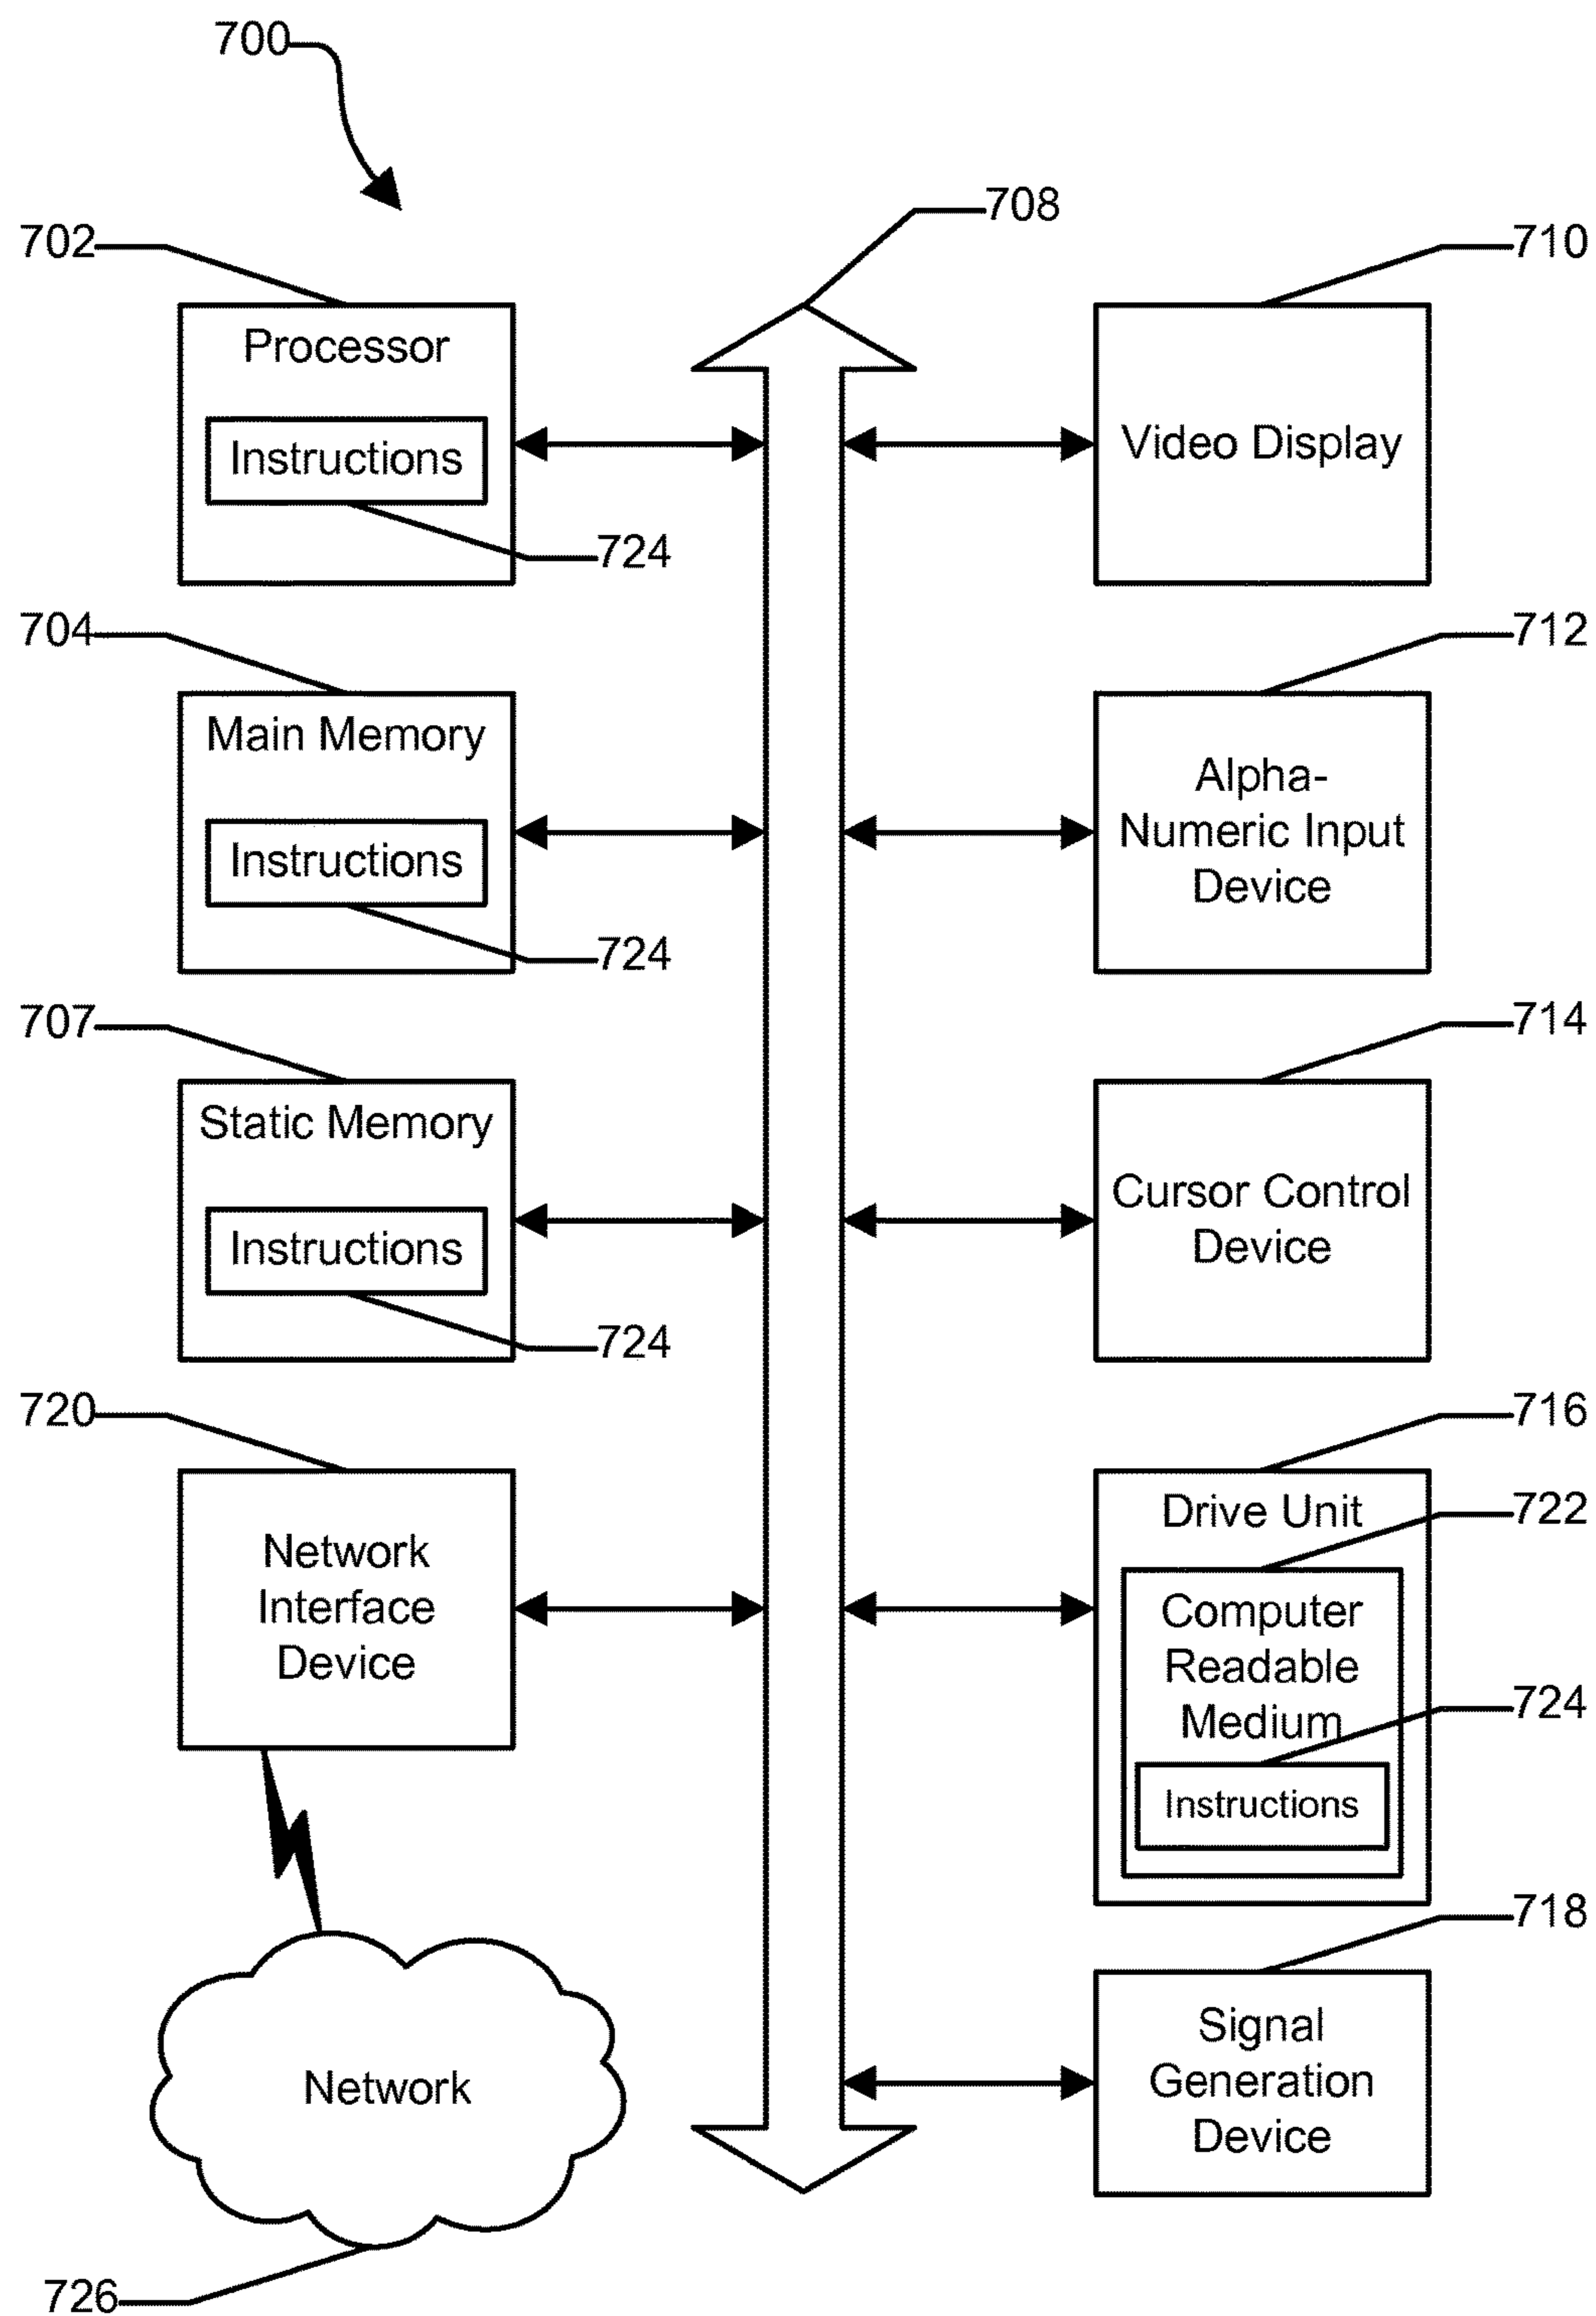 700
708
702
Processor
Instructions
724
710
Video Display
704
Main Memory
Instructions
724
712
Alpha-
Numeric Input
Device
707
Static Memory
Instructions
724
714
Cursor Control
Device
720
Network
Interface
Device
716
Drive Unit
722
Computer
Readable
Medium
724
Instructions
718
Signal
Generation
Device
Network
726